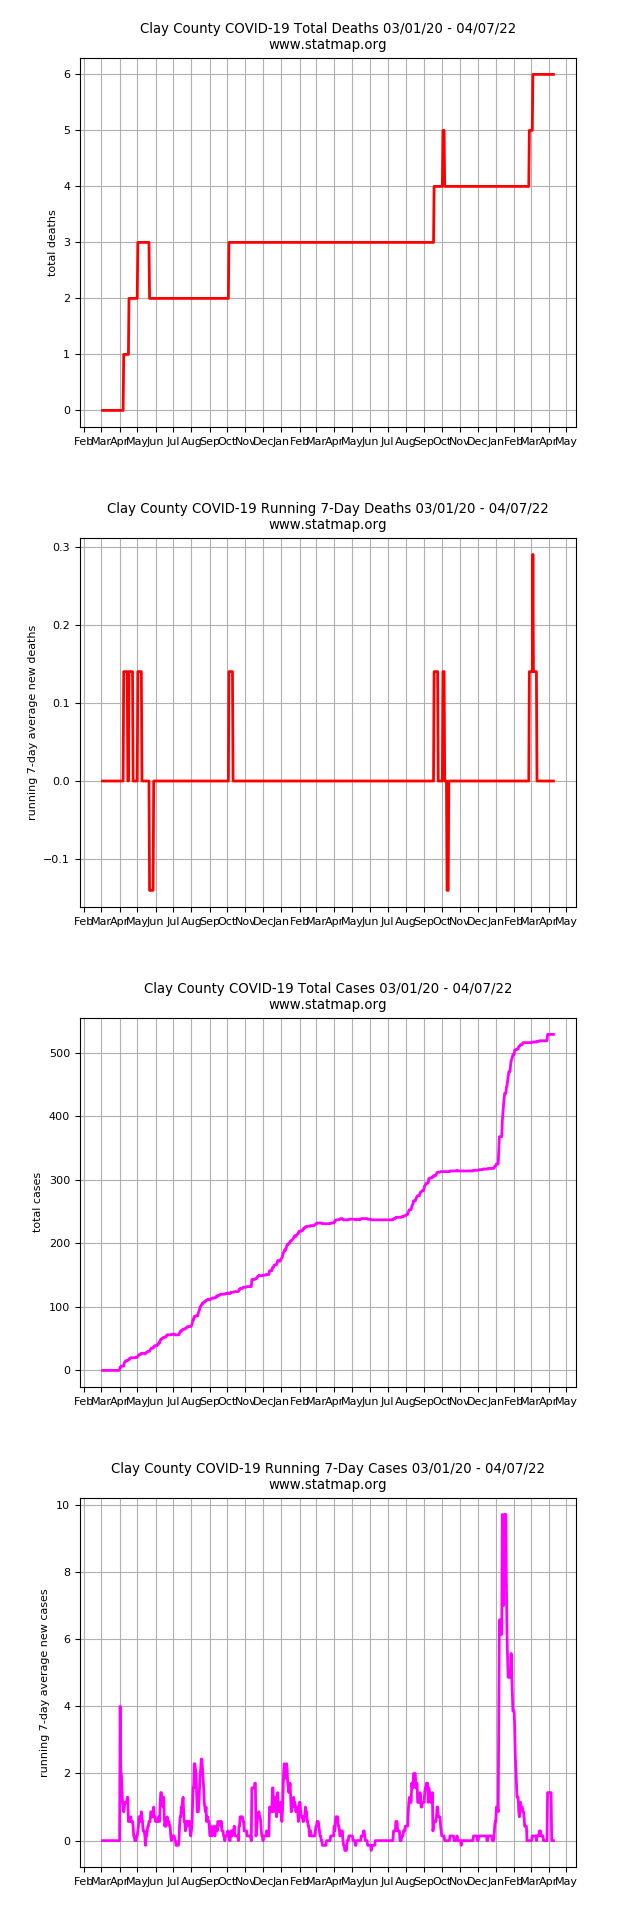 Clay County COVID-19 Total Deaths 03/01/20 - 04/07/22
www.statmap.org
total deaths
6
5
4
3
2
1
0
Feb Mar Apr May Jun Jul Aug Sep Oct Nov Dec Jan Feb Mar Apr May Jun Jul Aug Sep Oct Nov Dec Jan Feb Mar Apr May
Clay County COVID-19 Running 7-Day Deaths 03/01/20 - 04/07/22
www.statmap.org
running 7-day average new deaths
0.3
0.2
0.1
0.0
−0.1
Feb Mar Apr May Jun Jul Aug Sep Oct Nov Dec Jan Feb Mar Apr May Jun Jul Aug Sep Oct Nov Dec Jan Feb Mar Apr May
Clay County COVID-19 Total Cases 03/01/20 - 04/07/22
www.statmap.org
total cases
500
400
300
200
100
0
Feb Mar Apr May Jun Jul Aug Sep Oct Nov Dec Jan Feb Mar Apr May Jun Jul Aug Sep Oct Nov Dec Jan Feb Mar Apr May
Clay County COVID-19 Running 7-Day Cases 03/01/20 - 04/07/22
www.statmap.org
running 7-day average new cases
10
8
6
4
2
0
Feb Mar Apr May Jun Jul Aug Sep Oct Nov Dec Jan Feb Mar Apr May Jun Jul Aug Sep Oct Nov Dec Jan Feb Mar Apr May